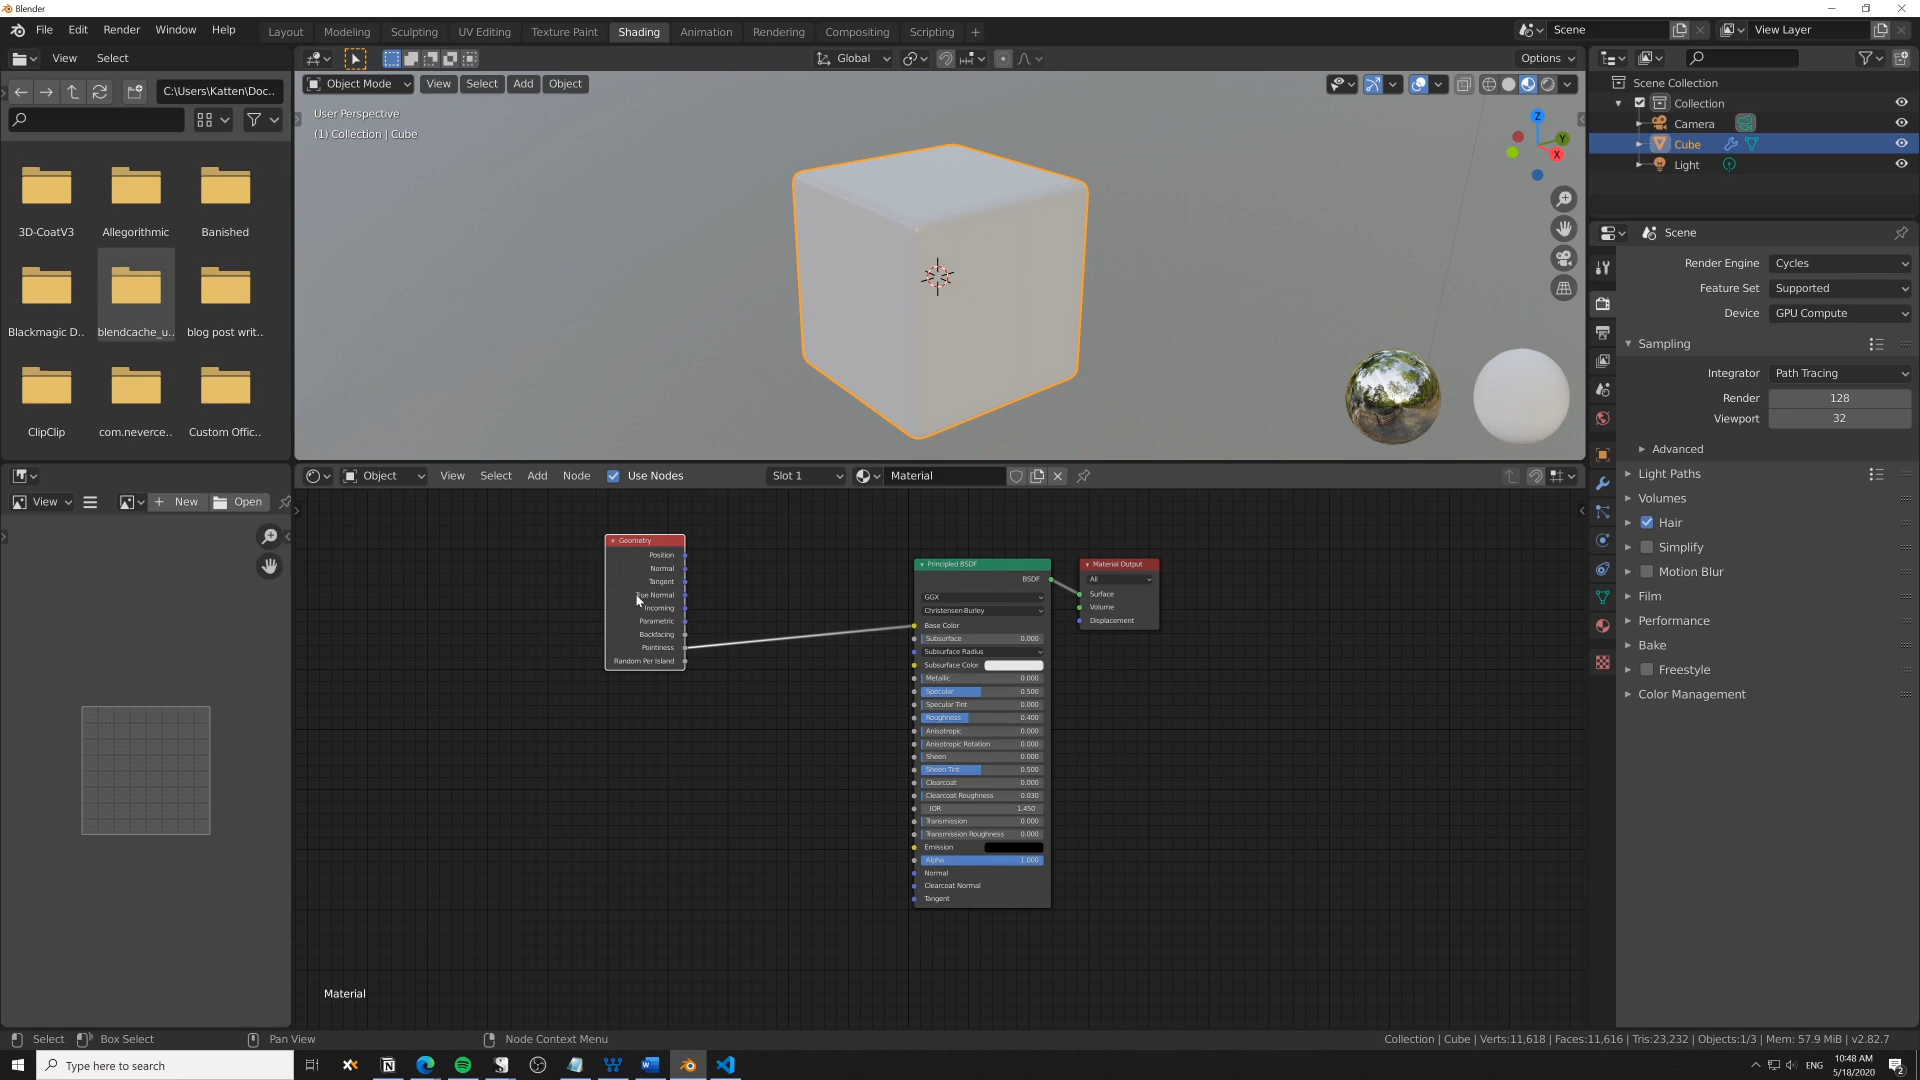 Blender
File Edit Render Window Help
Layout Modeling Sculpting UV Editing Texture Paint Shading Animation Rendering Compositing Scripting +
Scene
View Layer
View Select
C:\Users\Katten\Doc..
3D-CoatV3 Allegorithmic Banished
Blackmagic D.. blendcache_u.. blog post writ..
ClipClip com.neverce.. Custom Offic..
Global
Options
Object Mode View Select Add Object
User Perspective
(1) Collection | Cube
Z
Y
X
Scene Collection
Collection
Camera
Cube
Light
Scene
Render Engine Cycles
Feature Set Supported
Device GPU Compute
Sampling
Integrator Path Tracing
Render 128
Viewport 32
Advanced
Light Paths
Volumes
Hair
Simplify
Motion Blur
Film
Performance
Bake
Freestyle
Color Management
View + New Open
Object View Select Add Node Use Nodes Slot 1 Material
Geometry
Position
Normal
Tangent
True Normal
Incoming
Parametric
Backfacing
Pointiness
Random Per Island
Principled BSDF
BSDF
GGX
Christensen-Burley
Base Color
Subsurface 0.000
Subsurface Radius
Subsurface Color
Metallic 0.000
Specular 0.500
Specular Tint 0.000
Roughness 0.400
Anisotropic 0.000
Anisotropic Rotation 0.000
Sheen 0.000
Sheen Tint 0.500
Clearcoat 0.000
Clearcoat Roughness 0.030
IOR 1.450
Transmission 0.000
Transmission Roughness 0.000
Emission
Alpha 1.000
Normal
Clearcoat Normal
Tangent
Material Output
All
Surface
Volume
Displacement
Material
Select Box Select Pan View Node Context Menu
Collection | Cube | Verts:11,618 | Faces:11,616 | Tris:23,232 | Objects:1/3 | Mem: 57.9 MiB | v2.82.7
Type here to search
ENG
10:48 AM
5/18/2020
2